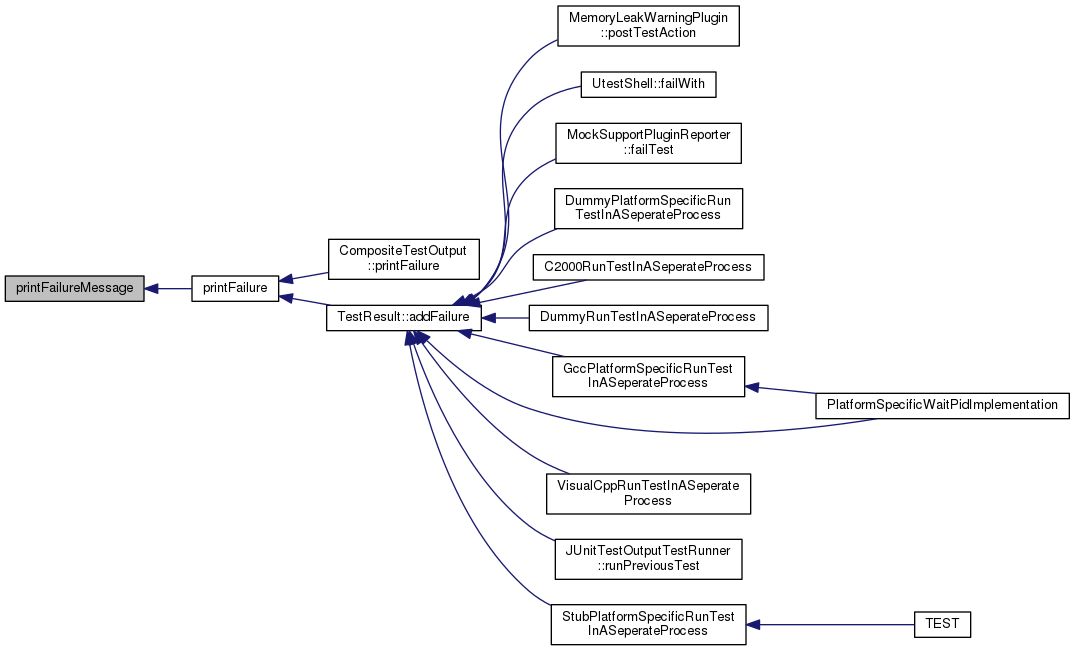 MemoryLeakWarningPlugin
::postTestAction
UtestShell::failWith
MockSupportPluginReporter
::failTest
DummyPlatformSpecificRun
TestInASeperateProcess
CompositeTestOutput
::printFailure
C2000RunTestInASeperateProcess
printFailureMessage
printFailure
TestResult::addFailure
DummyRunTestInASeperateProcess
GccPlatformSpecificRunTest
InASeperateProcess
PlatformSpecificWaitPidImplementation
VisualCppRunTestInASeperate
Process
JUnitTestOutputTestRunner
::runPreviousTest
StubPlatformSpecificRunTest
InASeperateProcess
TEST